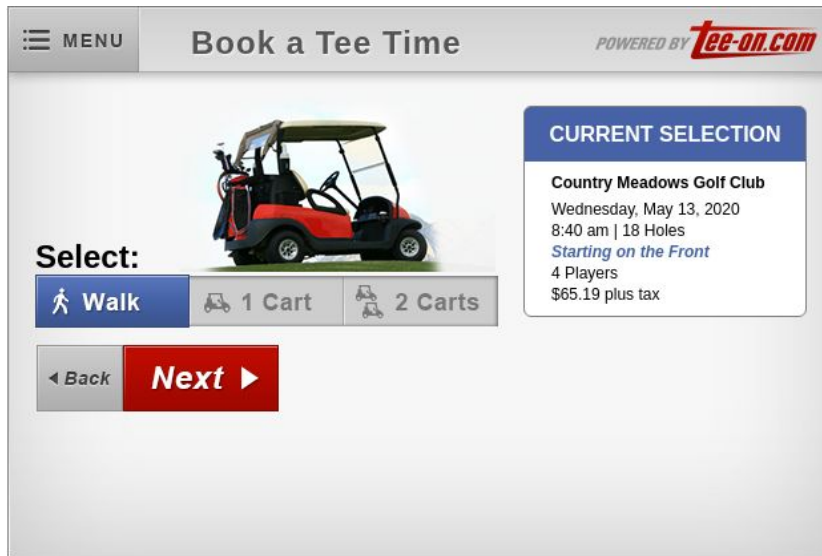 MENU
Book a Tee Time
POWERED BY tee-on.com
CURRENT SELECTION
Country Meadows Golf Club
Wednesday, May 13, 2020
8:40 am | 18 Holes
Starting on the Front
4 Players
$65.19 plus tax
Select:
Walk
1 Cart
2 Carts
Back
Next